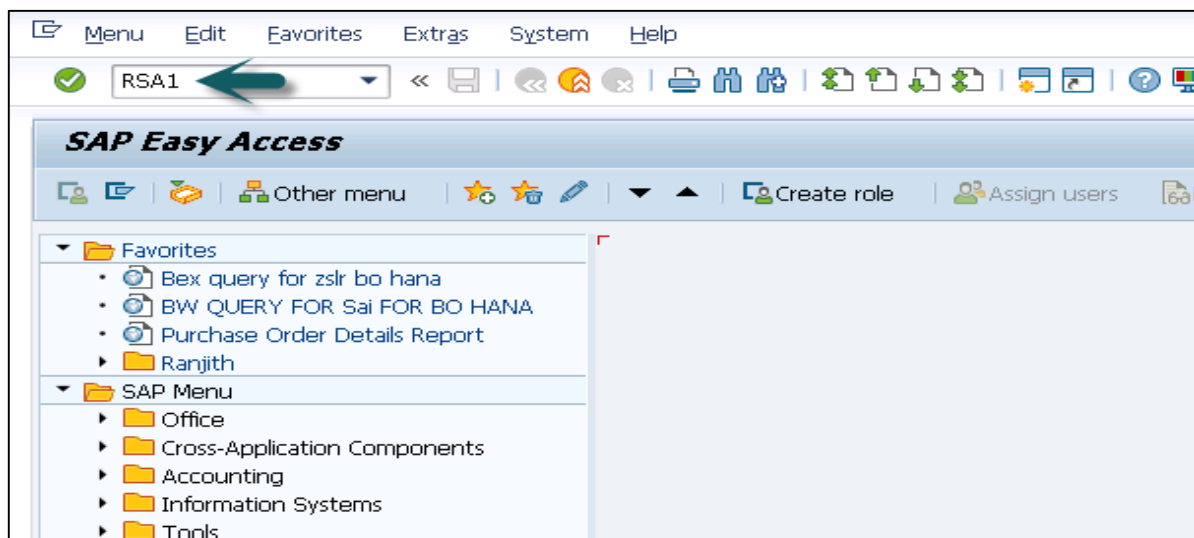 Menu Edit Favorites Extras System Help
RSA1
SAP Easy Access
Other menu Create role Assign users
Favorites
Bex query for zslr bo hana
BW QUERY FOR Sai FOR BO HANA
Purchase Order Details Report
Ranjith
SAP Menu
Office
Cross-Application Components
Accounting
Information Systems
Tools